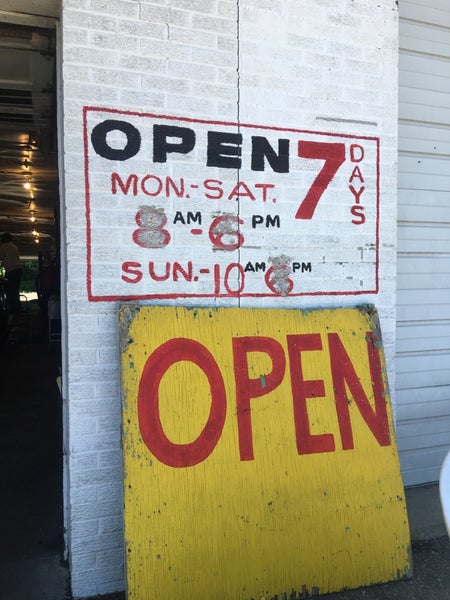 OPEN 7 DAYS
MON.-SAT.
8 AM - 6 PM
SUN.-10 AM 6 PM
OPEN